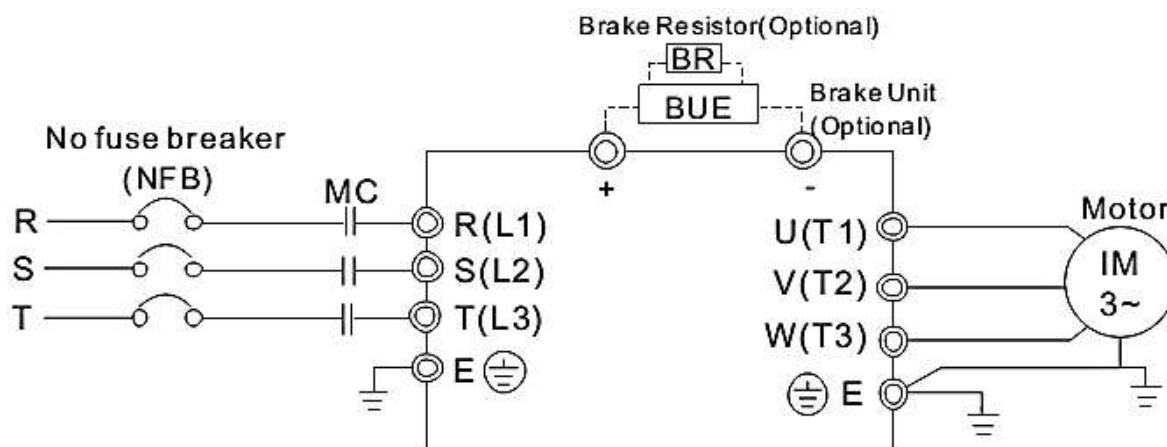 Brake Resistor(Optional)
BR
BUE
Brake Unit
(Optional)
No fuse breaker
(NFB)
MC
+
-
R
R(L1)
S
S(L2)
T
T(L3)
E
U(T1)
V(T2)
W(T3)
E
Motor
IM
3~